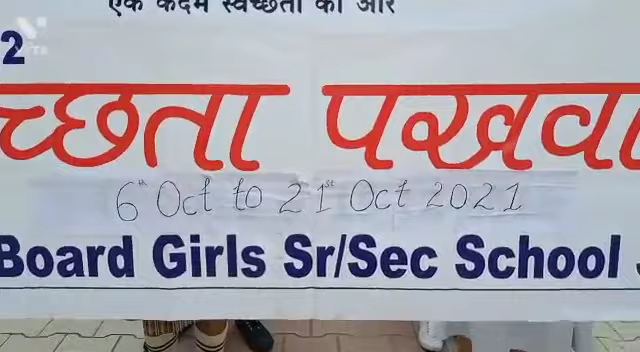 एक कदम स्वच्छता की ओर
2
च्छता पखवा
6th Oct to 21st Oct 2021
Board Girls Sr/Sec School